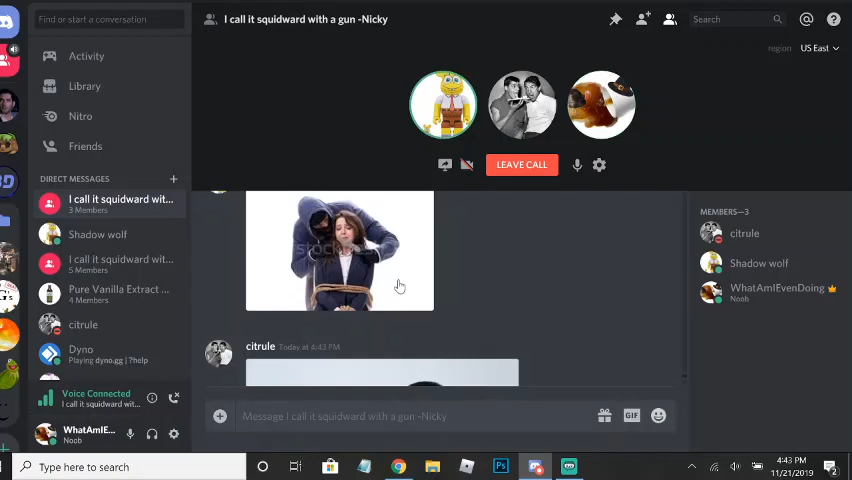 Find or start a conversation
I call it squidward with a gun -Nicky
Search
region US East
Activity
Library
Nitro
Friends
LEAVE CALL
DIRECT MESSAGES
I call it squidward wit...
3 Members
Shadow wolf
I call it squidward wit...
5 Members
Pure Vanilla Extract ...
4 Members
citrule
Dyno
Playing dyno.gg | ?help
Voice Connected
I call it squidward wit...
WhatAmIE...
Noob
citrule Today at 4:43 PM
Message I call it squidward with a gun -Nicky
GIF
MEMBERS—3
citrule
Shadow wolf
WhatAmIEvenDoing
Noob
Type here to search
Ps
4:43 PM
11/21/2019
2